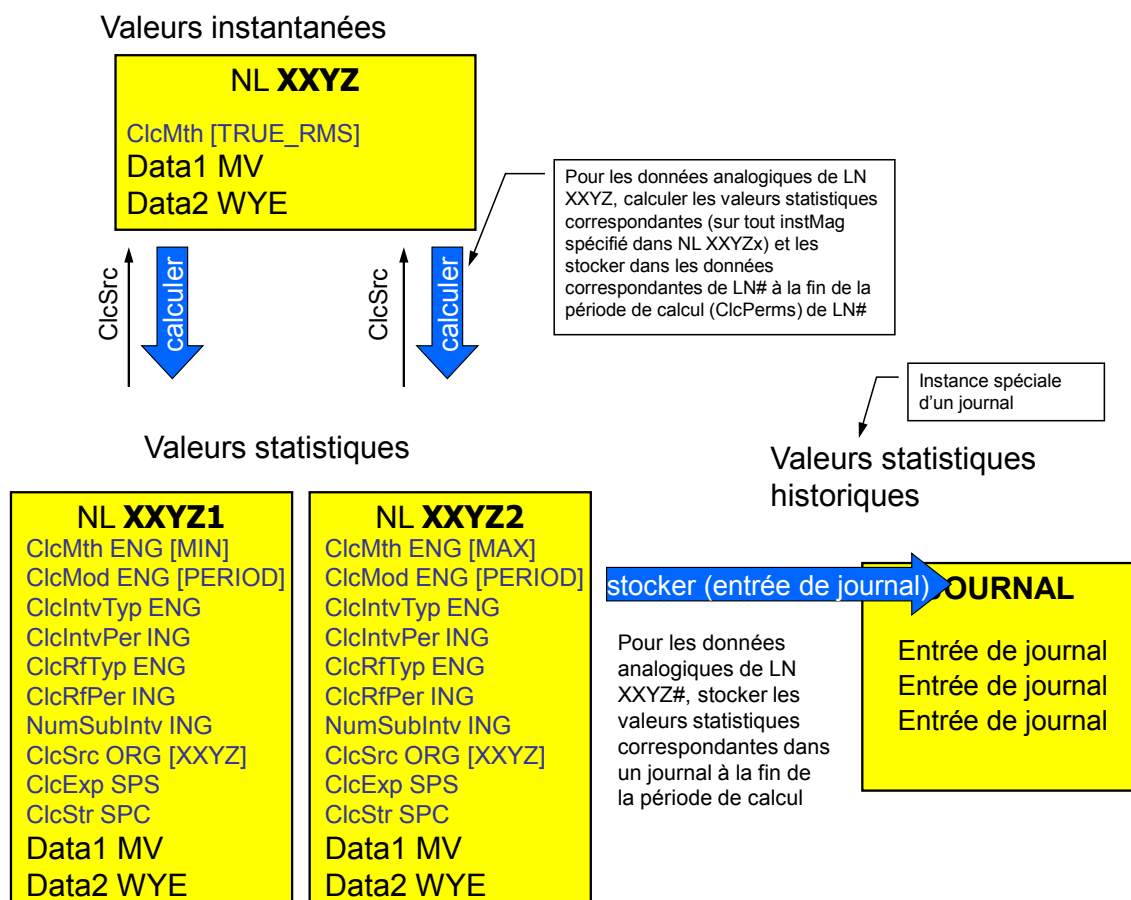 Valeurs instantanées
NL XXYZ
ClcMth [TRUE_RMS]
Data1 MV
Data2 WYE
ClcSrc
calculer
ClcSrc
calculer
Pour les données analogiques de LN
XXYZ, calculer les valeurs statistiques
correspondantes (sur tout instMag
spécifié dans NL XXYZx) et les
stocker dans les données
correspondantes de LN# à la fin de la
période de calcul (ClcPerms) de LN#
Instance spéciale
d'un journal
Valeurs statistiques
Valeurs statistiques
historiques
NL XXYZ1
ClcMth ENG [MIN]
ClcMod ENG [PERIOD]
ClcIntvTyp ENG
ClcIntvPer ING
ClcRfTyp ENG
ClcRfPer ING
NumSubIntv ING
ClcSrc ORG [XXYZ]
ClcExp SPS
ClcStr SPC
Data1 MV
Data2 WYE
NL XXYZ2
ClcMth ENG [MAX]
ClcMod ENG [PERIOD]
ClcIntvTyp ENG
ClcIntvPer ING
ClcRfTyp ENG
ClcRfPer ING
NumSubIntv ING
ClcSrc ORG [XXYZ]
ClcExp SPS
ClcStr SPC
Data1 MV
Data2 WYE
stocker (entrée de journal)
Pour les données
analogiques de LN
XXYZ#, stocker les
valeurs statistiques
correspondantes dans
un journal à la fin de
la période de calcul
JOURNAL
Entrée de journal
Entrée de journal
Entrée de journal